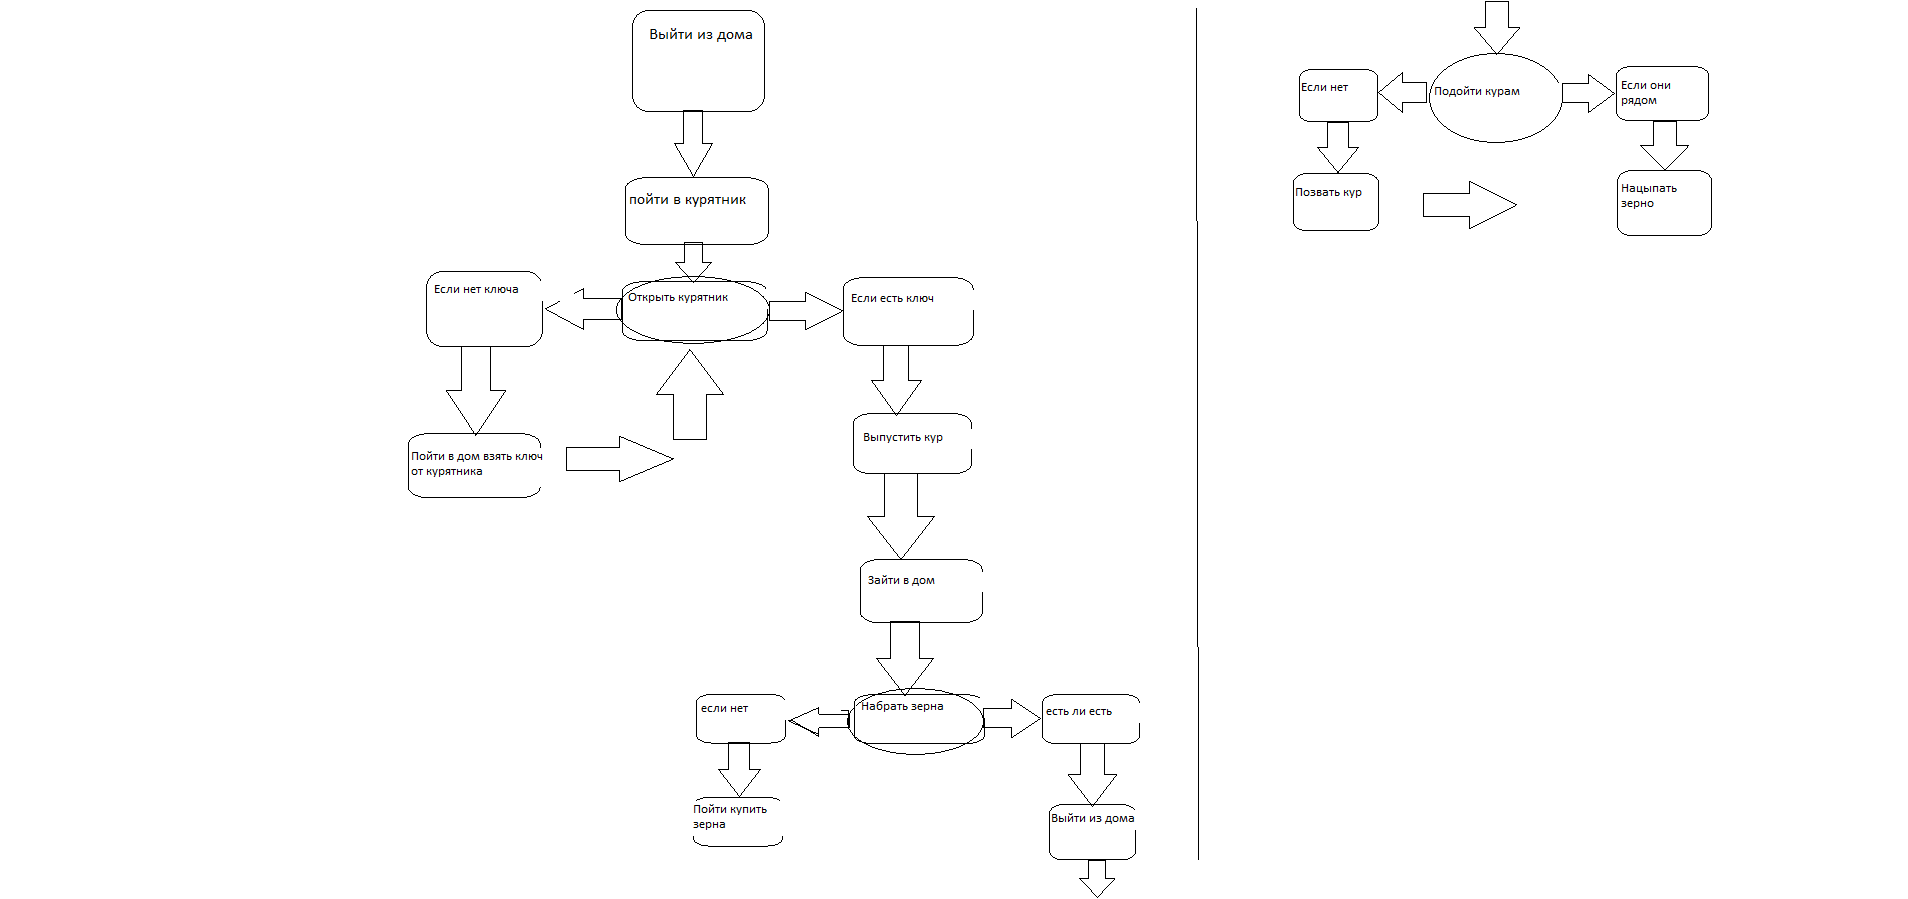 Выйти из дома
пойти в курятник
Если нет ключа
Открыть курятник
Если есть ключ
Пойти в дом взять ключ
от курятника
Выпустить кур
Зайти в дом
если нет
Набрать зерна
есть ли есть
Пойти купить
зерна
Выйти из дома
Если нет
Подойти курам
Если они
рядом
Позвать кур
Нацыпать
зерно